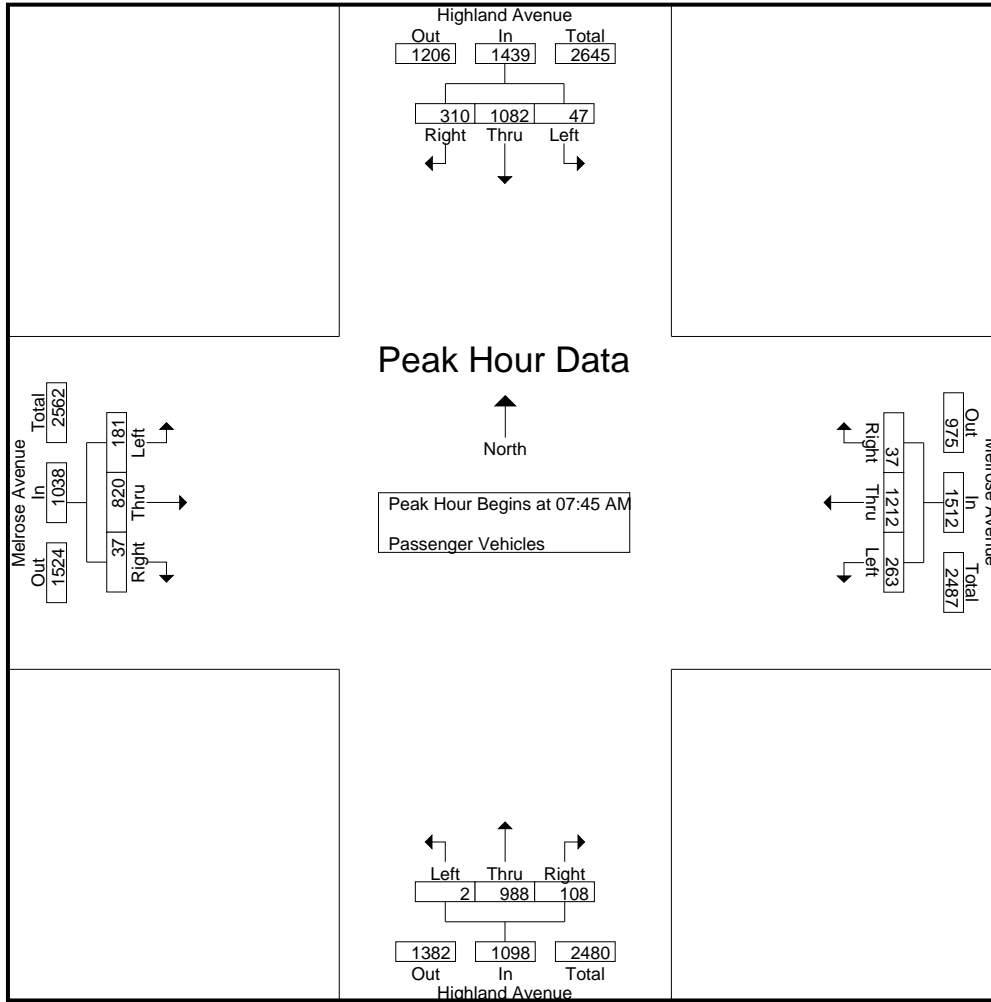 Highland Avenue
Out In Total
1206 1439 2645
310 1082 47
Right Thru Left
Peak Hour Data
North
Peak Hour Begins at 07:45 AM
Passenger Vehicles
Melrose Avenue
Total In Out
2562 1038 1524
181 820 37
Left Thru Right
Right Thru Left
37 1212 263
Out In Total
975 1512 2487
Melrose Avenue
Left Thru Right
2 988 108
1382 1098 2480
Out In Total
Highland Avenue